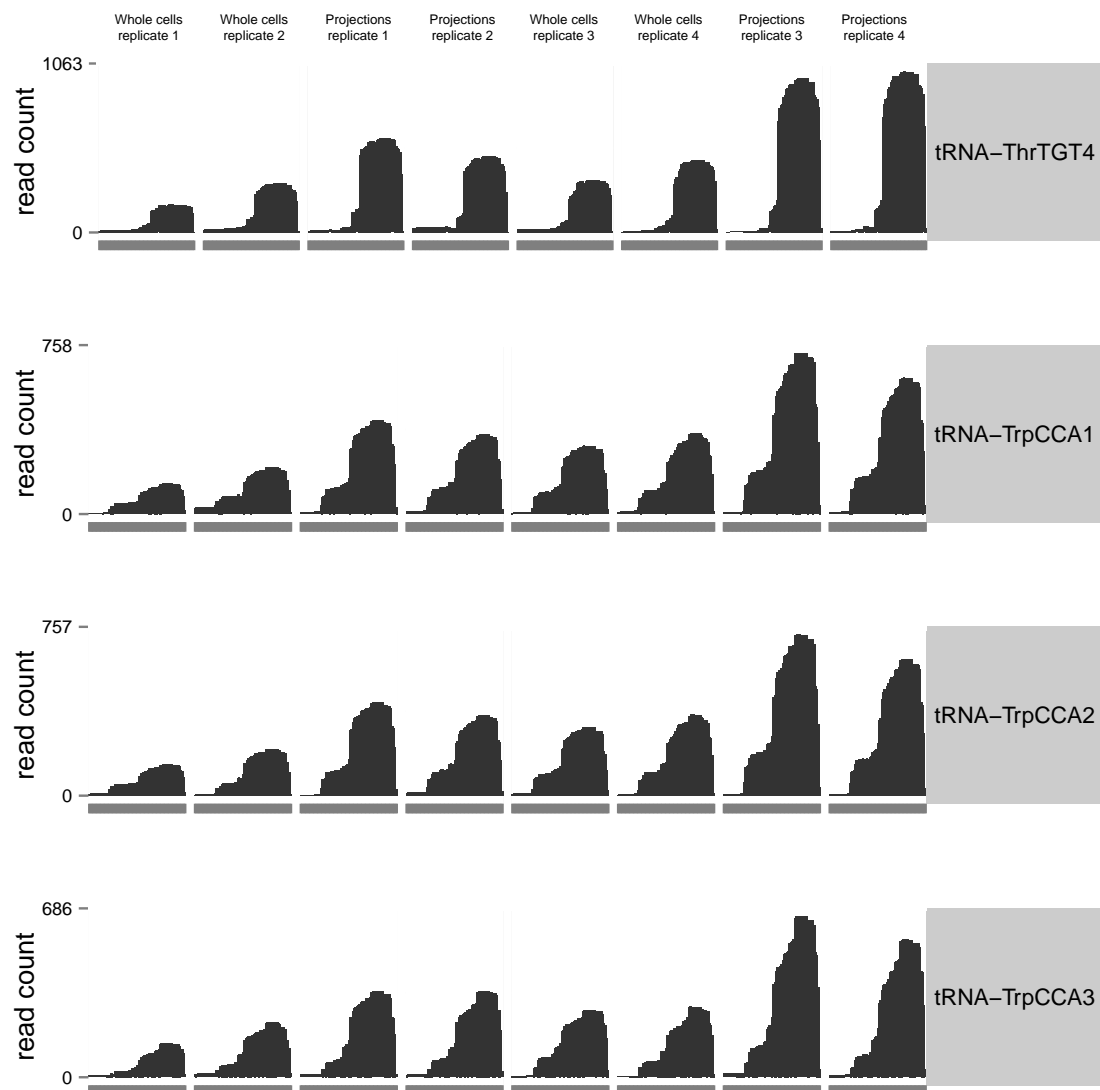 Whole cells Whole cells Projections Projections Whole cells Whole cells Projections Projections
replicate 1 replicate 2 replicate 1 replicate 2 replicate 3 replicate 4 replicate 3 replicate 4
1063
read count
tRNA−ThrTGT4
0
758
read count
tRNA−TrpCCA1
0
757
read count
tRNA−TrpCCA2
0
686
read count
tRNA−TrpCCA3
0